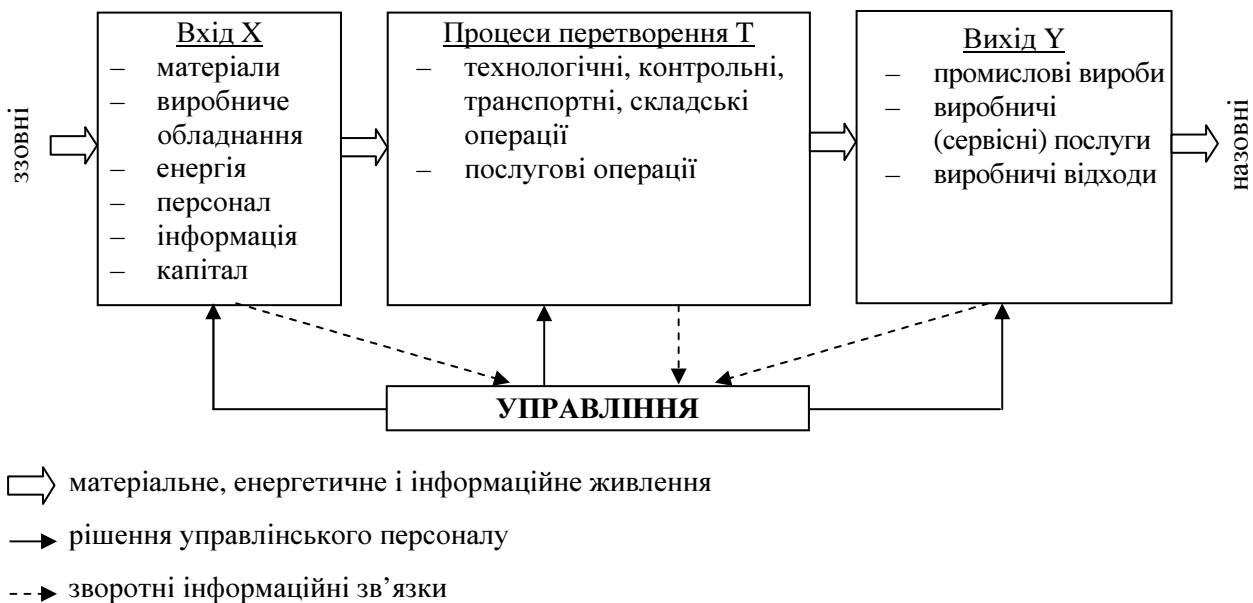 ззовні
Вхід X
– матеріали
– виробниче
обладнання
– енергія
– персонал
– інформація
– капітал
Процеси перетворення Т
– технологічні, контрольні,
транспортні, складські
операції
– послугові операції
Вихід Y
– промислові вироби
– виробничі
(сервісні) послуги
– виробничі відходи
назовні
УПРАВЛІННЯ
матеріальне, енергетичне і інформаційне живлення
рішення управлінського персоналу
зворотні інформаційні зв’язки